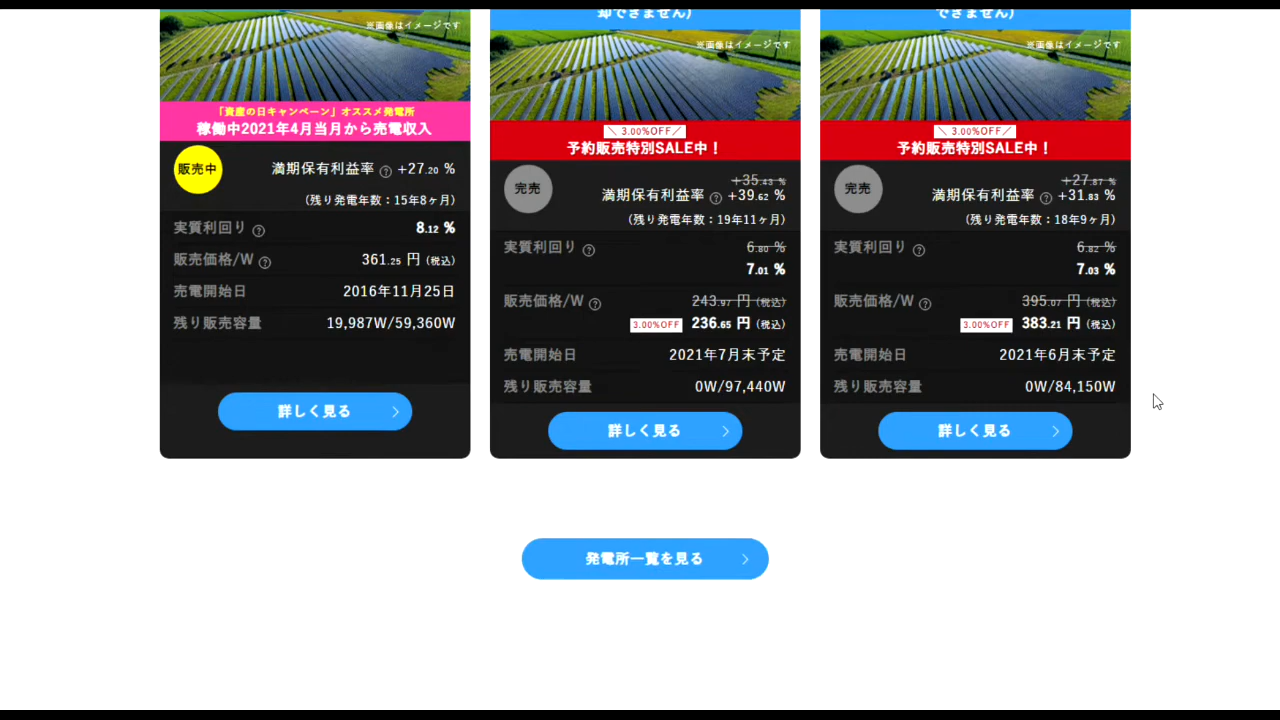 ※画像はイメージです
「資産の日キャンペーン」オススメ発電所
稼働中2021年4月当月から売電収入
販売中
満期保有利益率 ? +27.20 %
(残り発電年数：15年8ヶ月)
実質利回り ? 8.12 %
販売価格/W ? 361.25 円 (税込)
売電開始日 2016年11月25日
残り販売容量 19,987W/59,360W
詳しく見る
却できません)
※画像はイメージです
＼ 3.00%OFF／
予約販売特別SALE中！
完売
+35.43 %
満期保有利益率 ? +39.62 %
(残り発電年数：19年11ヶ月)
実質利回り ? 6.80 %
7.01 %
販売価格/W ? 243.97 円 (税込)
3.00%OFF 236.65 円 (税込)
売電開始日 2021年7月末予定
残り販売容量 0W/97,440W
詳しく見る
できません)
※画像はイメージです
＼ 3.00%OFF／
予約販売特別SALE中！
完売
+27.87 %
満期保有利益率 ? +31.83 %
(残り発電年数：18年9ヶ月)
実質利回り ? 6.82 %
7.03 %
販売価格/W ? 395.07 円 (税込)
3.00%OFF 383.21 円 (税込)
売電開始日 2021年6月末予定
残り販売容量 0W/84,150W
詳しく見る
発電所一覧を見る